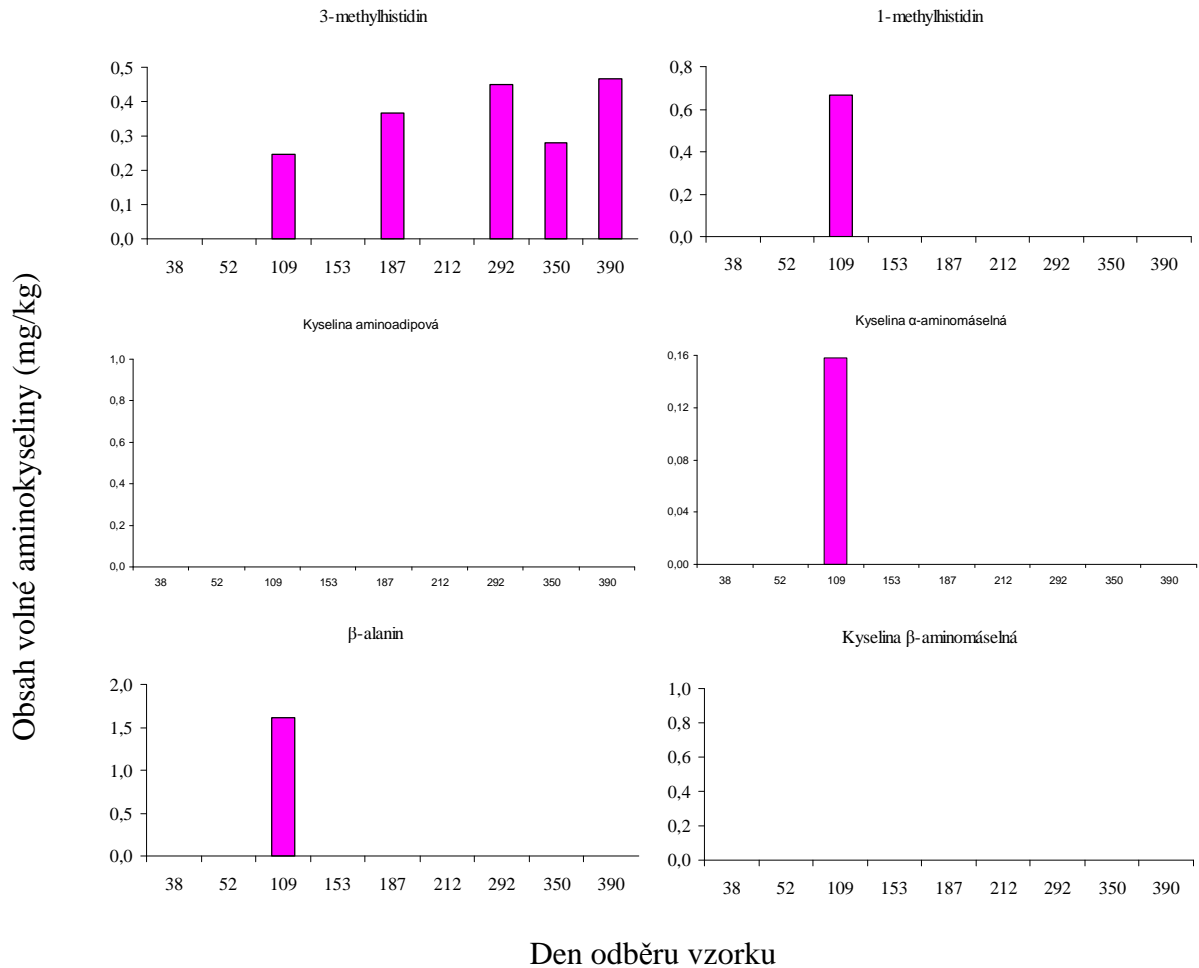 3-methylhistidin
0,5
0,4
0,3
0,2
0,1
0,0
38 52 109 153 187 212 292 350 390
1-methylhistidin
0,8
0,6
0,4
0,2
0,0
38 52 109 153 187 212 292 350 390
Obsah volné aminokyseliny (mg/kg)
Kyselina aminoadipová
1,0
0,8
0,6
0,4
0,2
0,0
38 52 109 153 187 212 292 350 390
Kyselina α-aminomáselná
0,16
0,12
0,08
0,04
0,00
38 52 109 153 187 212 292 350 390
β-alanin
2,0
1,5
1,0
0,5
0,0
38 52 109 153 187 212 292 350 390
Kyselina β-aminomáselná
1,0
0,8
0,6
0,4
0,2
0,0
38 52 109 153 187 212 292 350 390
Den odběru vzorku